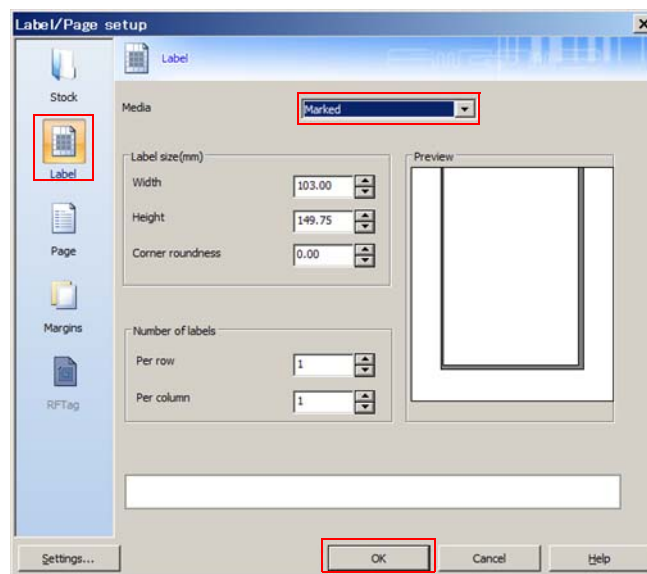 Label/Page setup
Label
Stock
Media
Marked
Label
Label size(mm)
Preview
Width
103.00
Height
149.75
Corner roundness
0.00
Page
Margins
Number of labels
Per row
1
Per column
1
RFTag
Settings...
OK
Cancel
Help